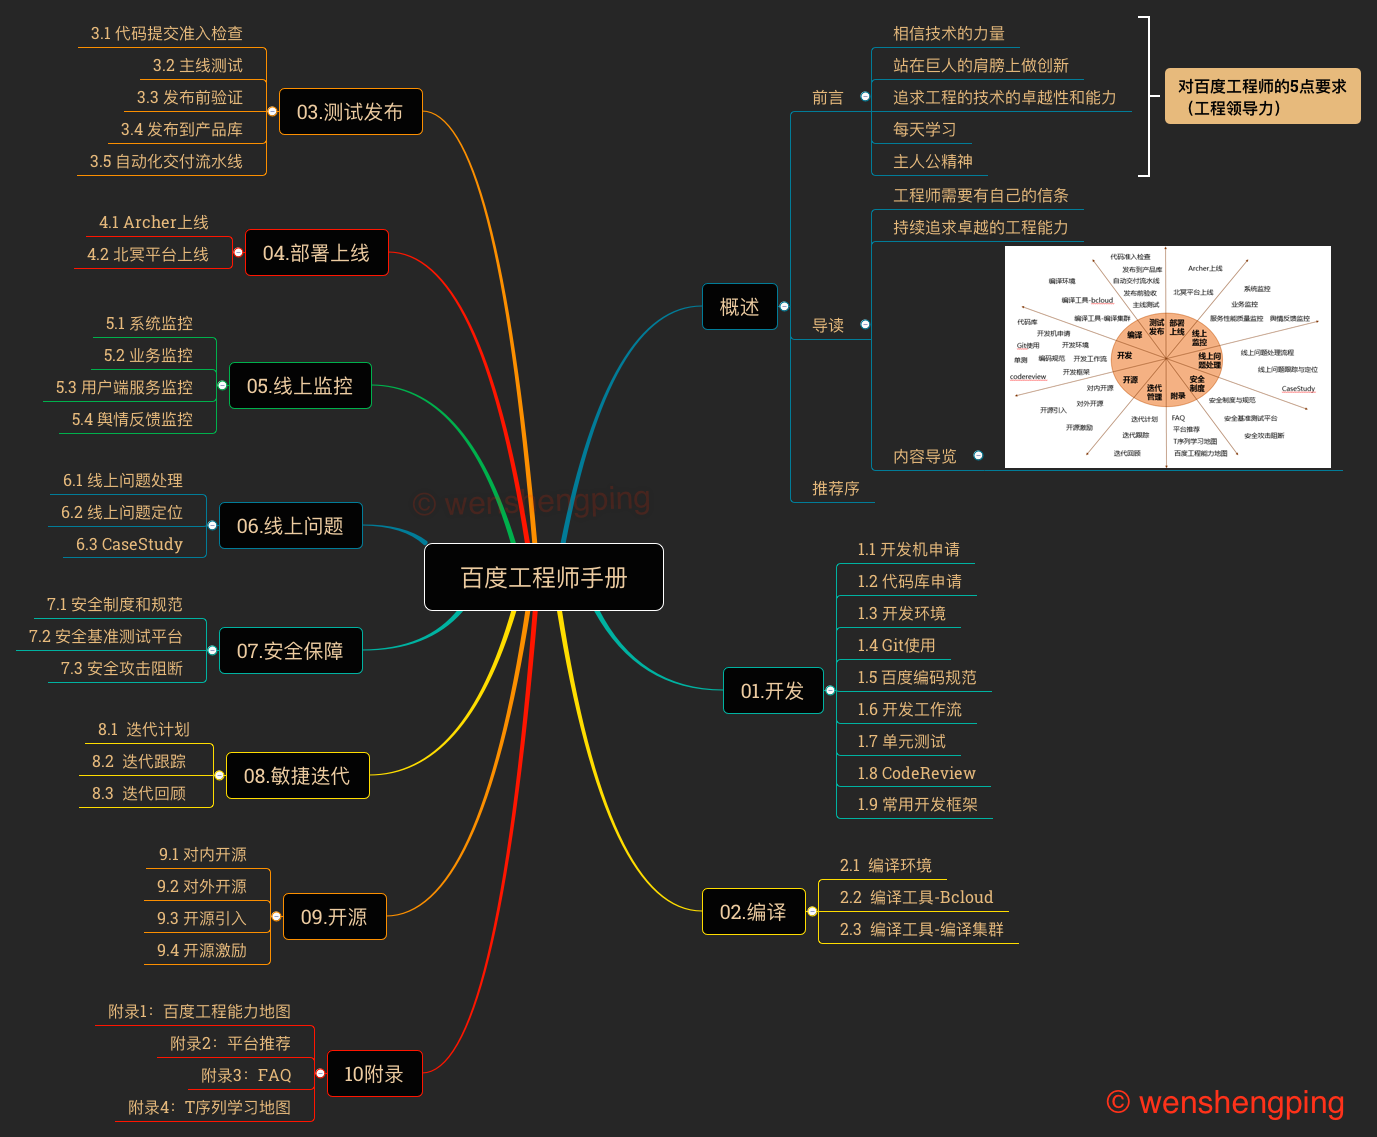 百度工程师手册
概述
前言
相信技术的力量
站在巨人的肩膀上做创新
追求工程的技术的卓越性和能力
每天学习
主人公精神
对百度工程师的5点要求
（工程领导力）
导读
工程师需要有自己的信条
持续追求卓越的工程能力
内容导览
代码准入检查
发布到产品库
自动交付流水线
发布前验收
主线测试
编译环境
编译工具-bcloud
编译工具-编译集群
Archer上线
北冥平台上线
系统监控
业务监控
服务性能质量监控
舆情反馈监控
代码库
开发机申请
Git使用
开发环境
单测
编码规范
开发工作流
codereview
开发框架
线上问题处理流程
线上问题跟踪与定位
CaseStudy
对内开源
对外开源
开源引入
开源激励
安全制度与规范
安全基准测试平台
安全攻击阻断
迭代计划
迭代跟踪
迭代回顾
FAQ
平台推荐
T序列学习地图
百度工程能力地图
测试
发布
部署
上线
编译
线上
监控
开发
线上问
题处理
开源
安全
制度
迭代
管理
附录
推荐序
01.开发
1.1 开发机申请
1.2 代码库申请
1.3 开发环境
1.4 Git使用
1.5 百度编码规范
1.6 开发工作流
1.7 单元测试
1.8 CodeReview
1.9 常用开发框架
02.编译
2.1 编译环境
2.2 编译工具-Bcloud
2.3 编译工具-编译集群
03.测试发布
3.1 代码提交准入检查
3.2 主线测试
3.3 发布前验证
3.4 发布到产品库
3.5 自动化交付流水线
04.部署上线
4.1 Archer上线
4.2 北冥平台上线
05.线上监控
5.1 系统监控
5.2 业务监控
5.3 用户端服务监控
5.4 舆情反馈监控
06.线上问题
6.1 线上问题处理
6.2 线上问题定位
6.3 CaseStudy
07.安全保障
7.1 安全制度和规范
7.2 安全基准测试平台
7.3 安全攻击阻断
08.敏捷迭代
8.1 迭代计划
8.2 迭代跟踪
8.3 迭代回顾
09.开源
9.1 对内开源
9.2 对外开源
9.3 开源引入
9.4 开源激励
10附录
附录1：百度工程能力地图
附录2：平台推荐
附录3：FAQ
附录4：T序列学习地图
© wenshengping
© wenshengping